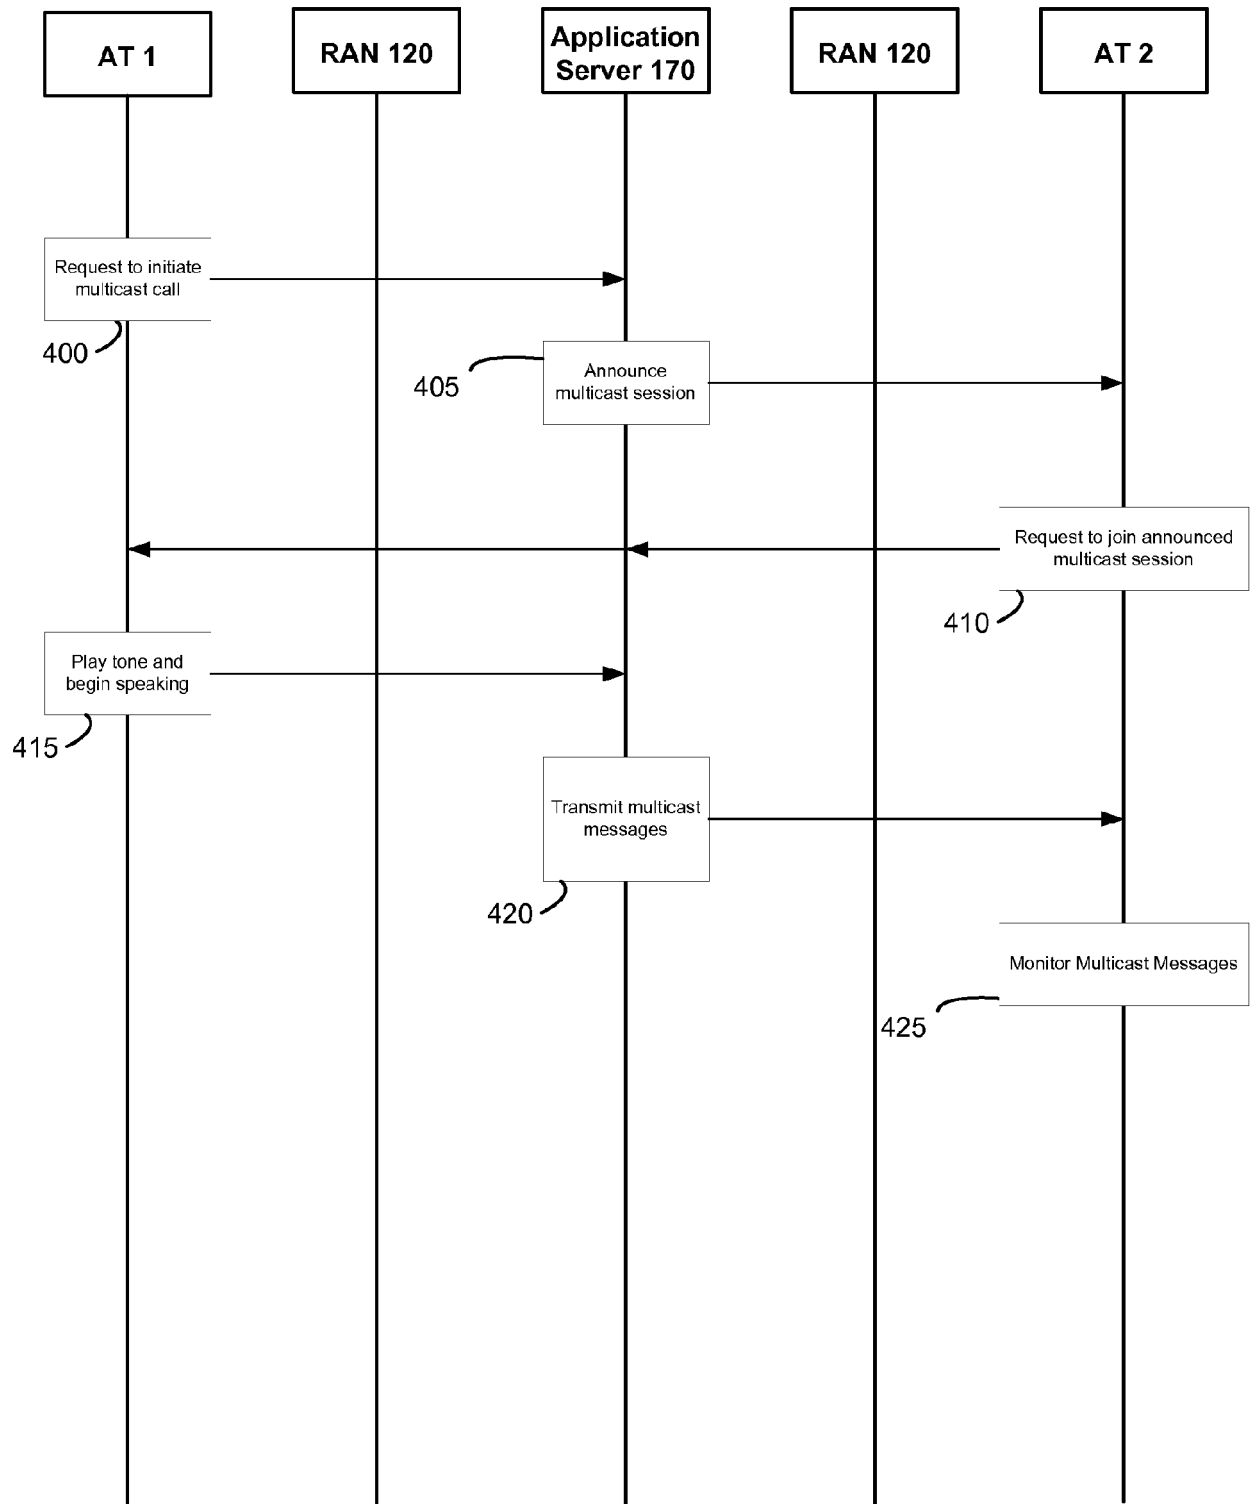 AT 1
RAN 120
Application
Server 170
RAN 120
AT 2
Request to initiate
multicast call
400
Announce
multicast session
405
Request to join announced
multicast session
410
Play tone and
begin speaking
415
Transmit multicast
messages
420
Monitor Multicast Messages
425